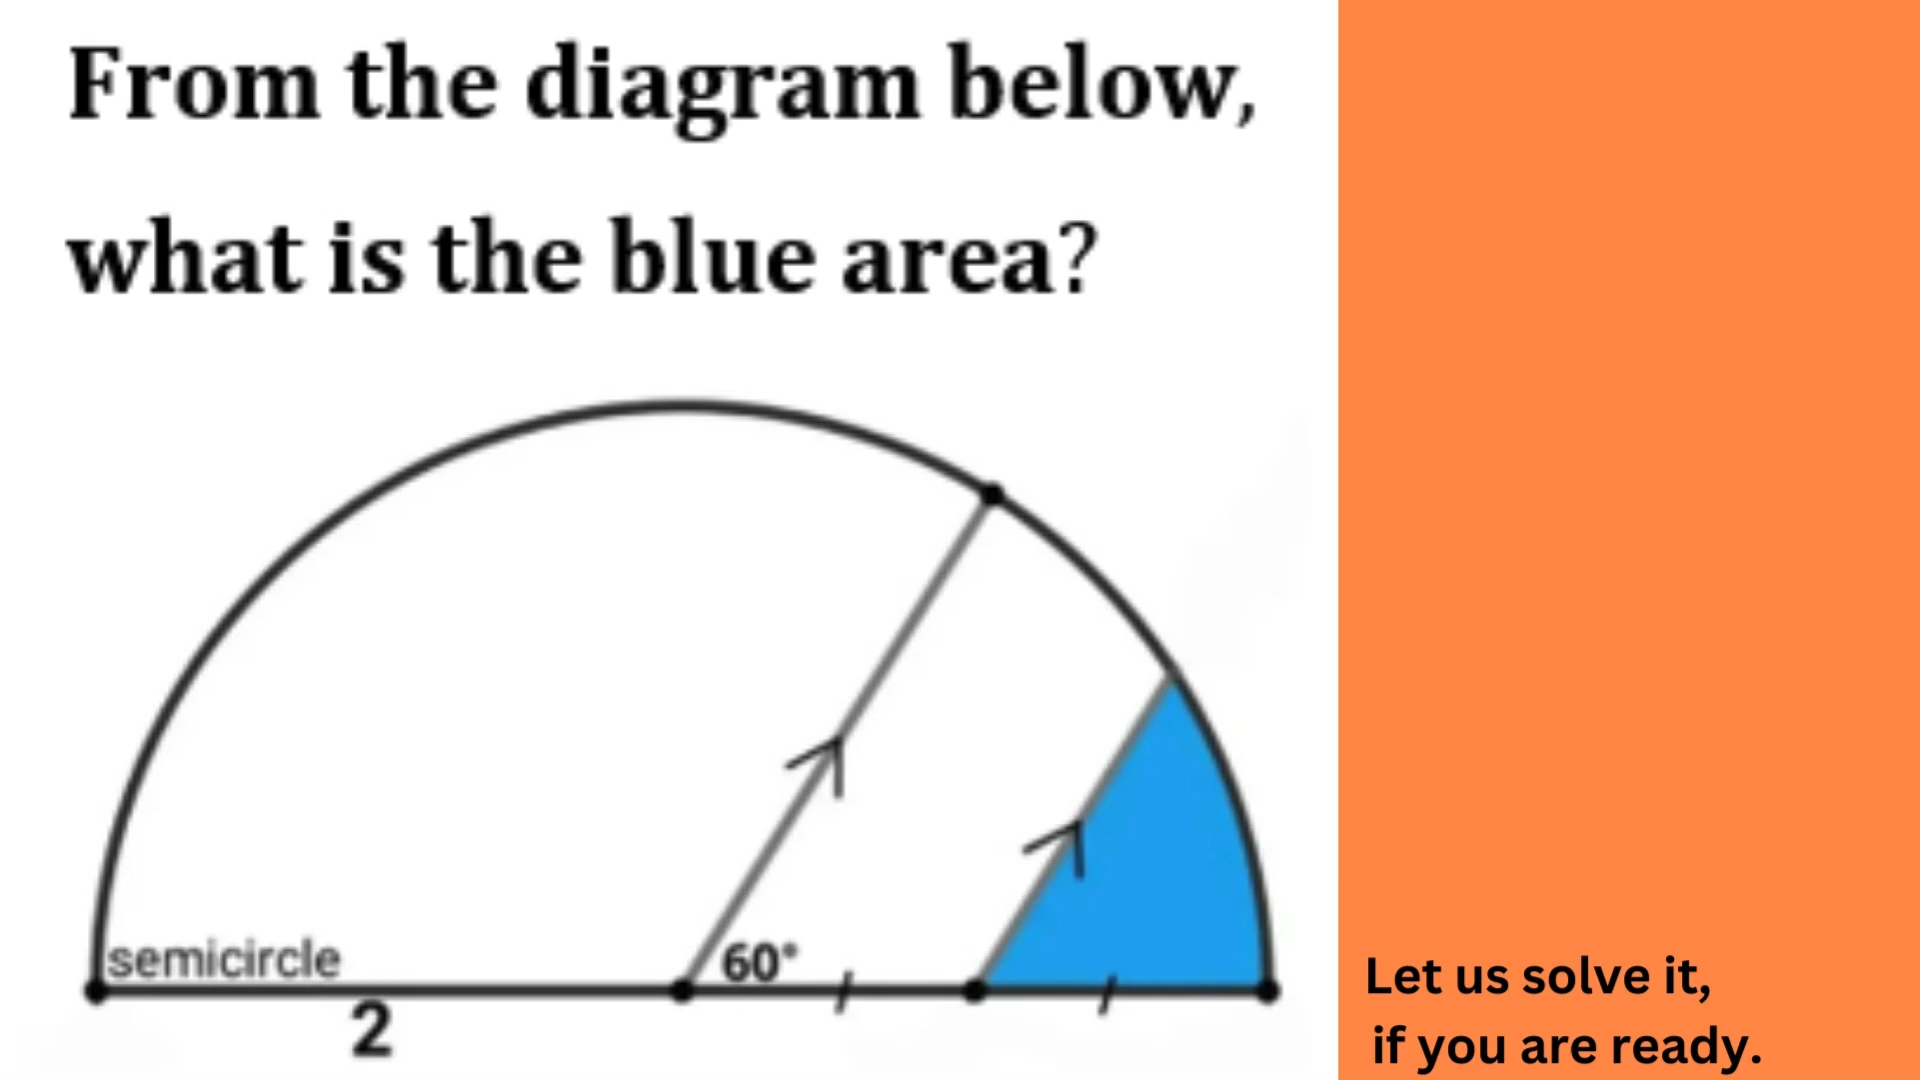 From the diagram below,
what is the blue area?
semicircle
60°
2
Let us solve it,
if you are ready.